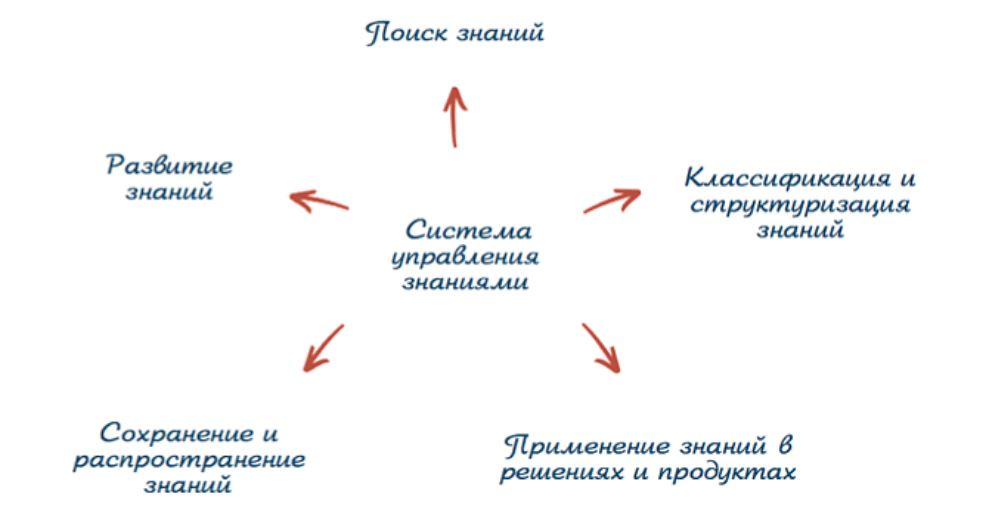 Поиск знаний
Развитие
знаний
Классификация и
структуризация
знаний
Система
управления
знаниями
Сохранение и
распространение
знаний
Применение знаний в
решениях и продуктах